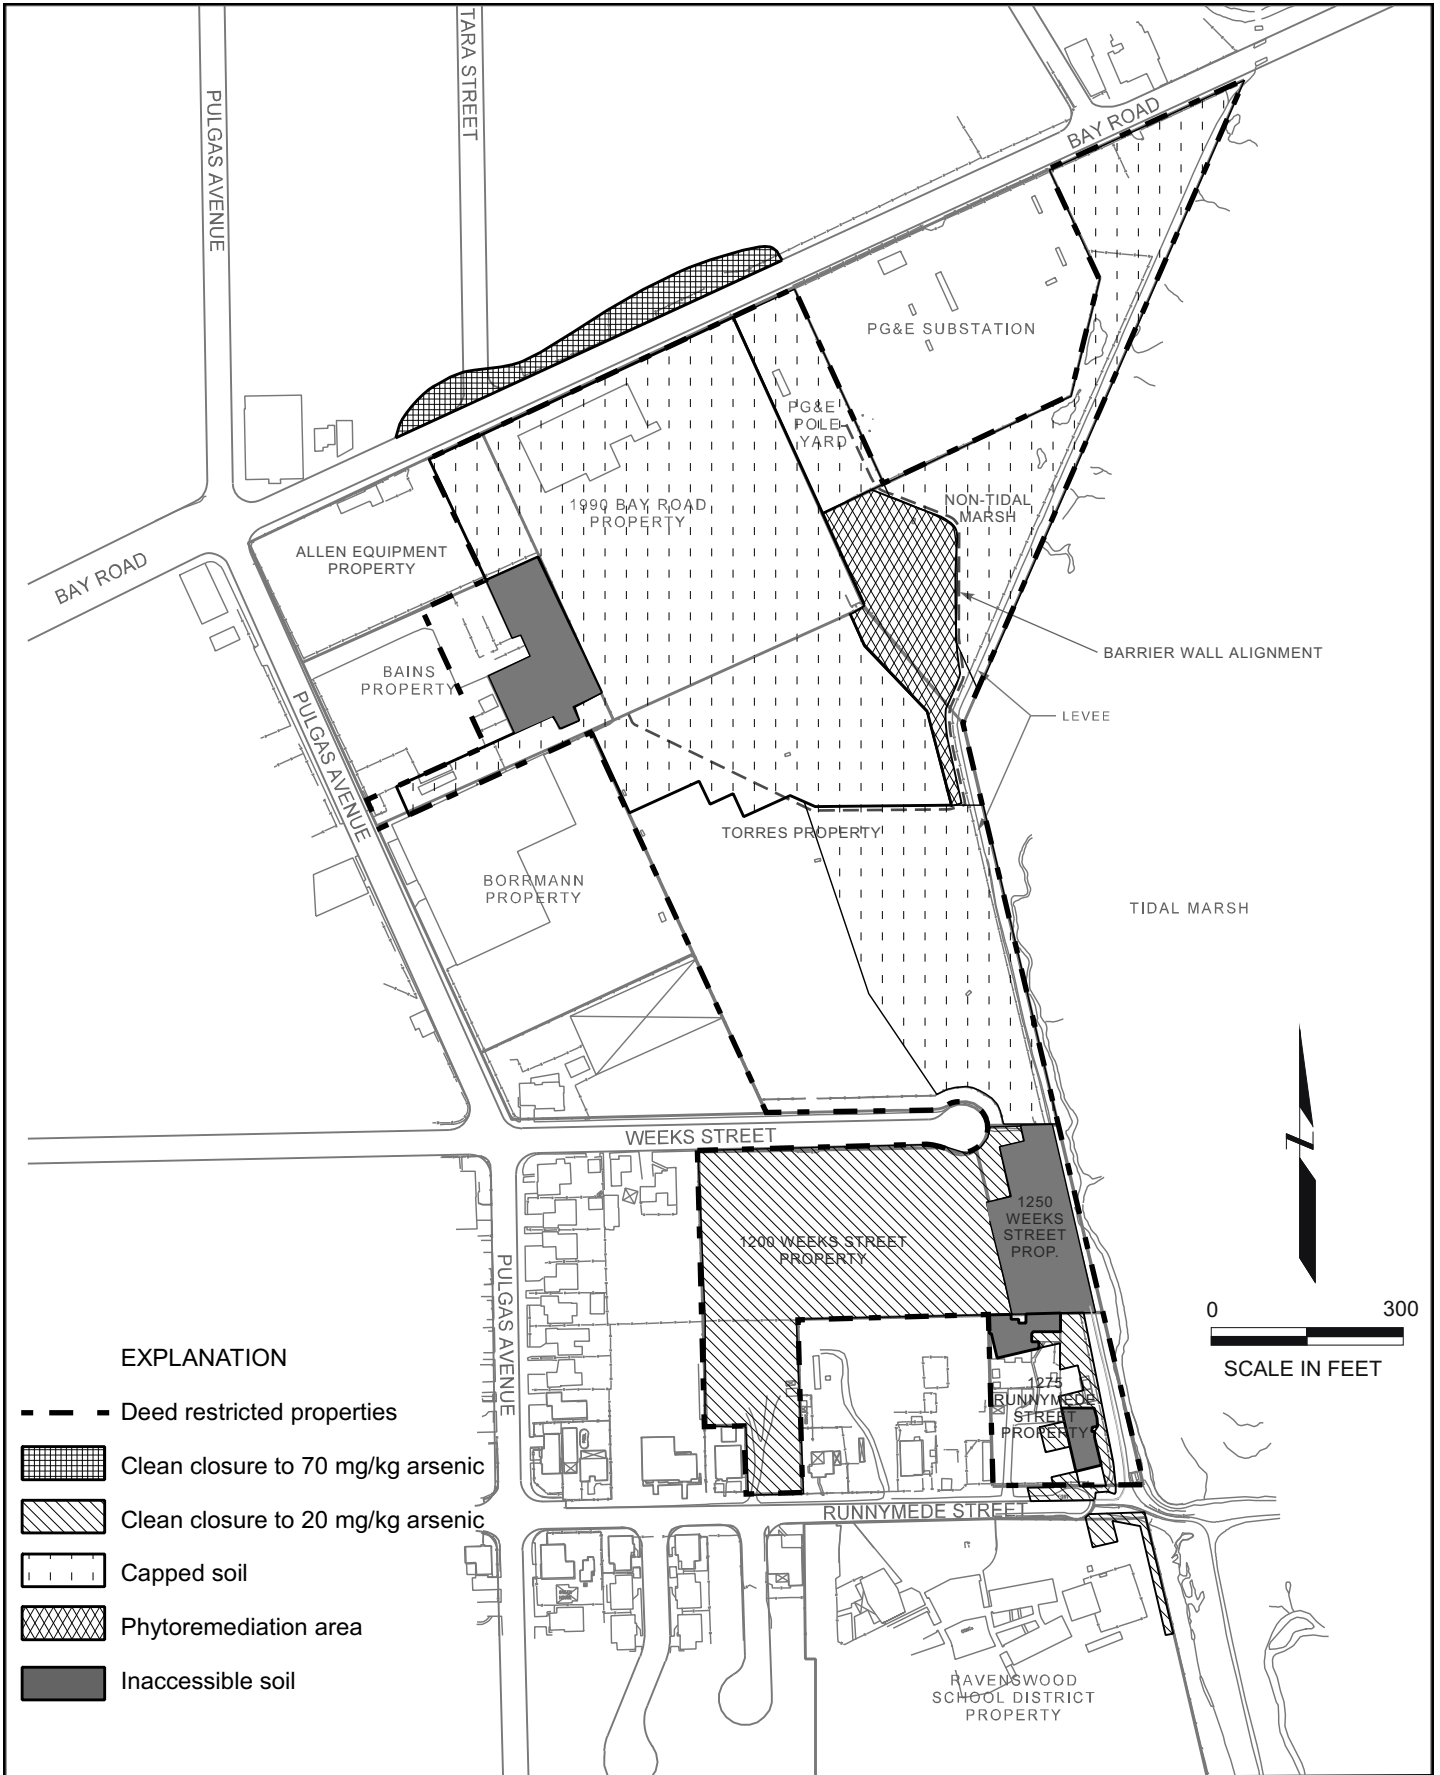 TARA STREET
PULGAS AVENUE
BAY ROAD
PG&E SUBSTATION
PG&E
POLE
YARD
NON-TIDAL
MARSH
1990 BAY ROAD
PROPERTY
ALLEN EQUIPMENT
PROPERTY
BAY ROAD
BAINS
PROPERTY
BARRIER WALL ALIGNMENT
LEVEE
PULGAS AVENUE
TORRES PROPERTY
BORRMANN
PROPERTY
TIDAL MARSH
WEEKS STREET
1250
WEEKS
STREET
PROP.
1200 WEEKS STREET
PROPERTY
PULGAS AVENUE
N
0 300
SCALE IN FEET
1275
RUNNYMEDE
STREET
PROPERTY
RUNNYMEDE STREET
RAVENSWOOD
SCHOOL DISTRICT
PROPERTY
EXPLANATION
Deed restricted properties
Clean closure to 70 mg/kg arsenic
Clean closure to 20 mg/kg arsenic
Capped soil
Phytoremediation area
Inaccessible soil